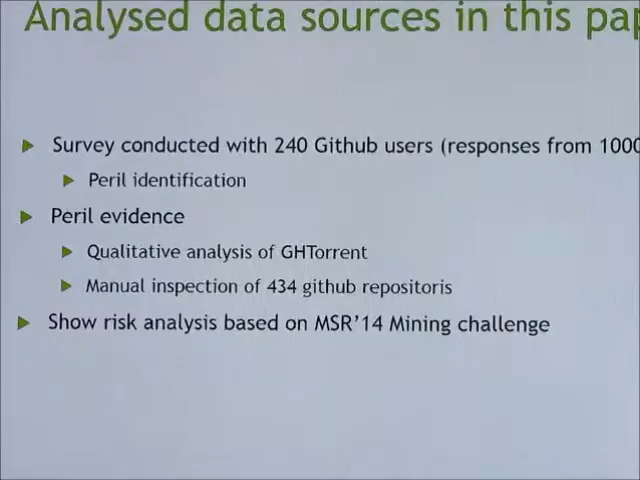 Analysed data sources in this pap
Survey conducted with 240 Github users (responses from 1000
Peril identification
Peril evidence
Qualitative analysis of GHTorrent
Manual inspection of 434 github repositoris
Show risk analysis based on MSR'14 Mining challenge